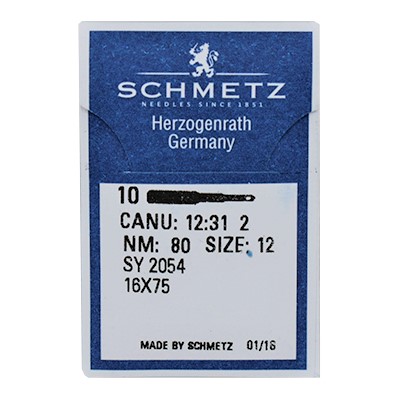 SCHMETZ
NEEDLES SINCE 1851
Herzogenrath
Germany
10
CANU: 12:31 2
NM: 80 SIZE: 12
SY 2054
16X75
MADE BY SCHMETZ 01/16